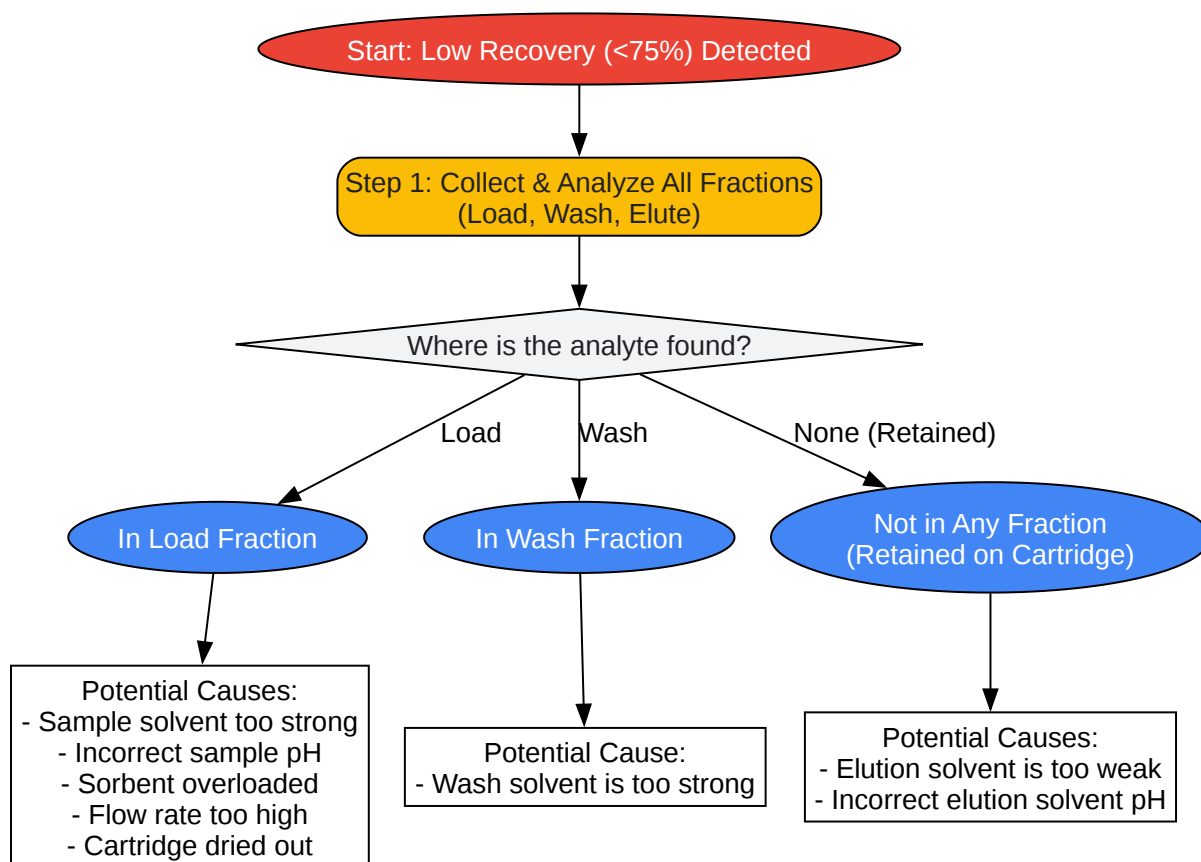 Start: Low Recovery (<75%) Detected
Step 1: Collect & Analyze All Fractions
(Load, Wash, Elute)
Where is the analyte found?
Load
Wash
None (Retained)
In Load Fraction
In Wash Fraction
Not in Any Fraction
(Retained on Cartridge)
Potential Causes:
- Sample solvent too strong
- Incorrect sample pH
- Sorbent overloaded
- Flow rate too high
- Cartridge dried out
Potential Cause:
- Wash solvent is too strong
Potential Causes:
- Elution solvent is too weak
- Incorrect elution solvent pH